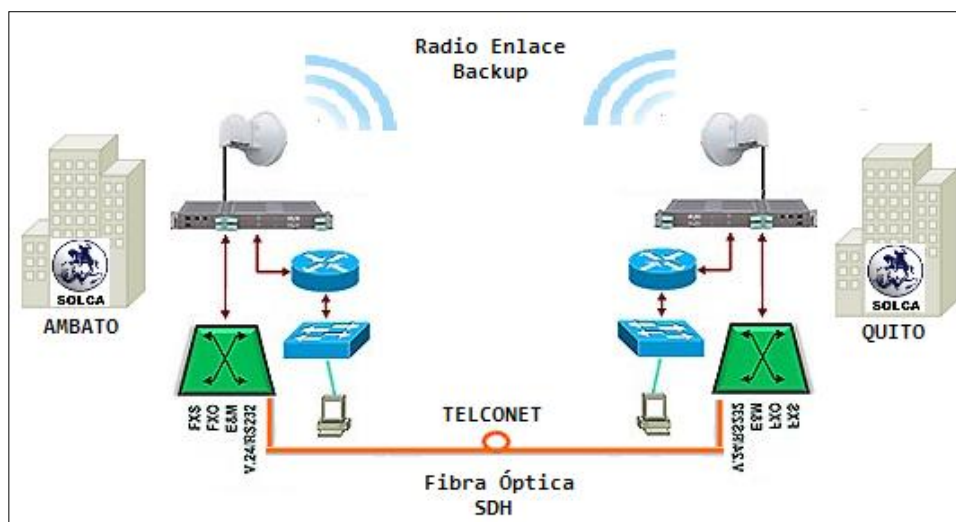 Radio Enlace
Backup
SOLCA
AMBATO
SOLCA
QUITO
FXS
FXO
E&M
V.24/RS232
V.24/RS232
E&M
FXO
FXS
TELCONET
Fibra Óptica
SDH